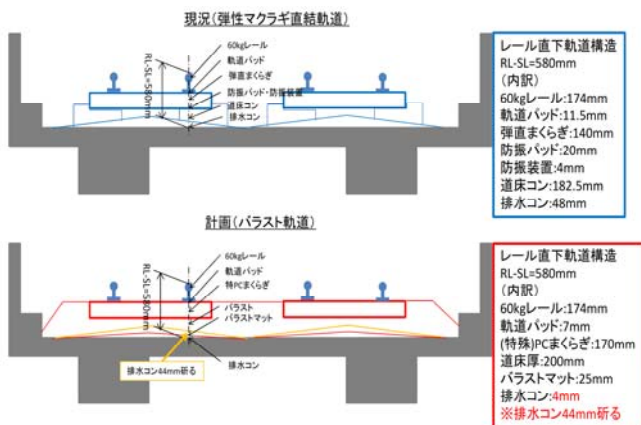 現況(弾性マクラギ直結軌道)
RL-SL=580mm
60kgレール
軌道パッド
弾直まくらぎ
防振パッド・防振装置
道床コン
排水コン
レール直下軌道構造
RL-SL=580mm
(内訳)
60kgレール:174mm
軌道パッド:11.5mm
弾直まくらぎ:140mm
防振パッド:20mm
防振装置:4mm
道床コン:182.5mm
排水コン:48mm
計画(バラスト軌道)
RL-SL=580mm
60kgレール
軌道パッド
特PCまくらぎ
バラスト
バラストマット
排水コン
排水コン44mm斫る
レール直下軌道構造
RL-SL=580mm
(内訳)
60kgレール:174mm
軌道パッド:7mm
(特殊)PCまくらぎ:170mm
道床厚:200mm
バラストマット:25mm
排水コン:4mm
※排水コン44mm斫る